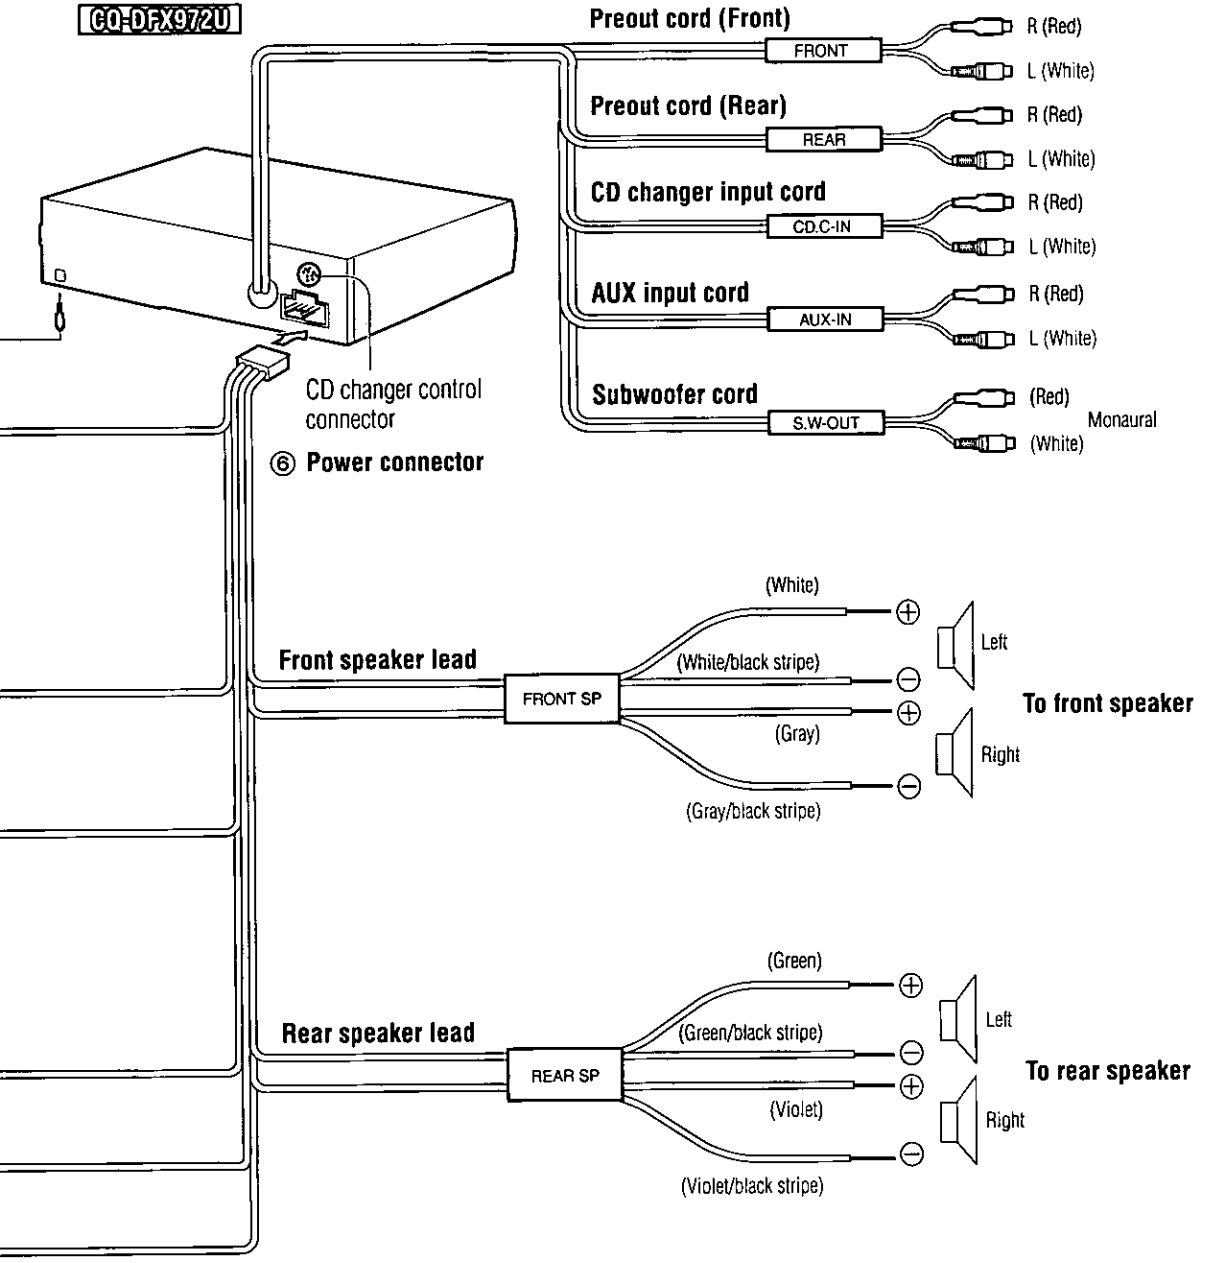 CQ-DFX972U
Preout cord (Front)
FRONT
R (Red)
L (White)
Preout cord (Rear)
REAR
R (Red)
L (White)
CD changer input cord
CD.C-IN
R (Red)
L (White)
AUX input cord
AUX-IN
R (Red)
L (White)
Subwoofer cord
S.W-OUT
(Red)
(White)
Monaural
CD changer control
connector
⑥ Power connector
Front speaker lead
FRONT SP
(White)
(White/black stripe)
(Gray)
(Gray/black stripe)
+
−
+
−
Left
Right
To front speaker
Rear speaker lead
REAR SP
(Green)
(Green/black stripe)
(Violet)
(Violet/black stripe)
+
−
+
−
Left
Right
To rear speaker